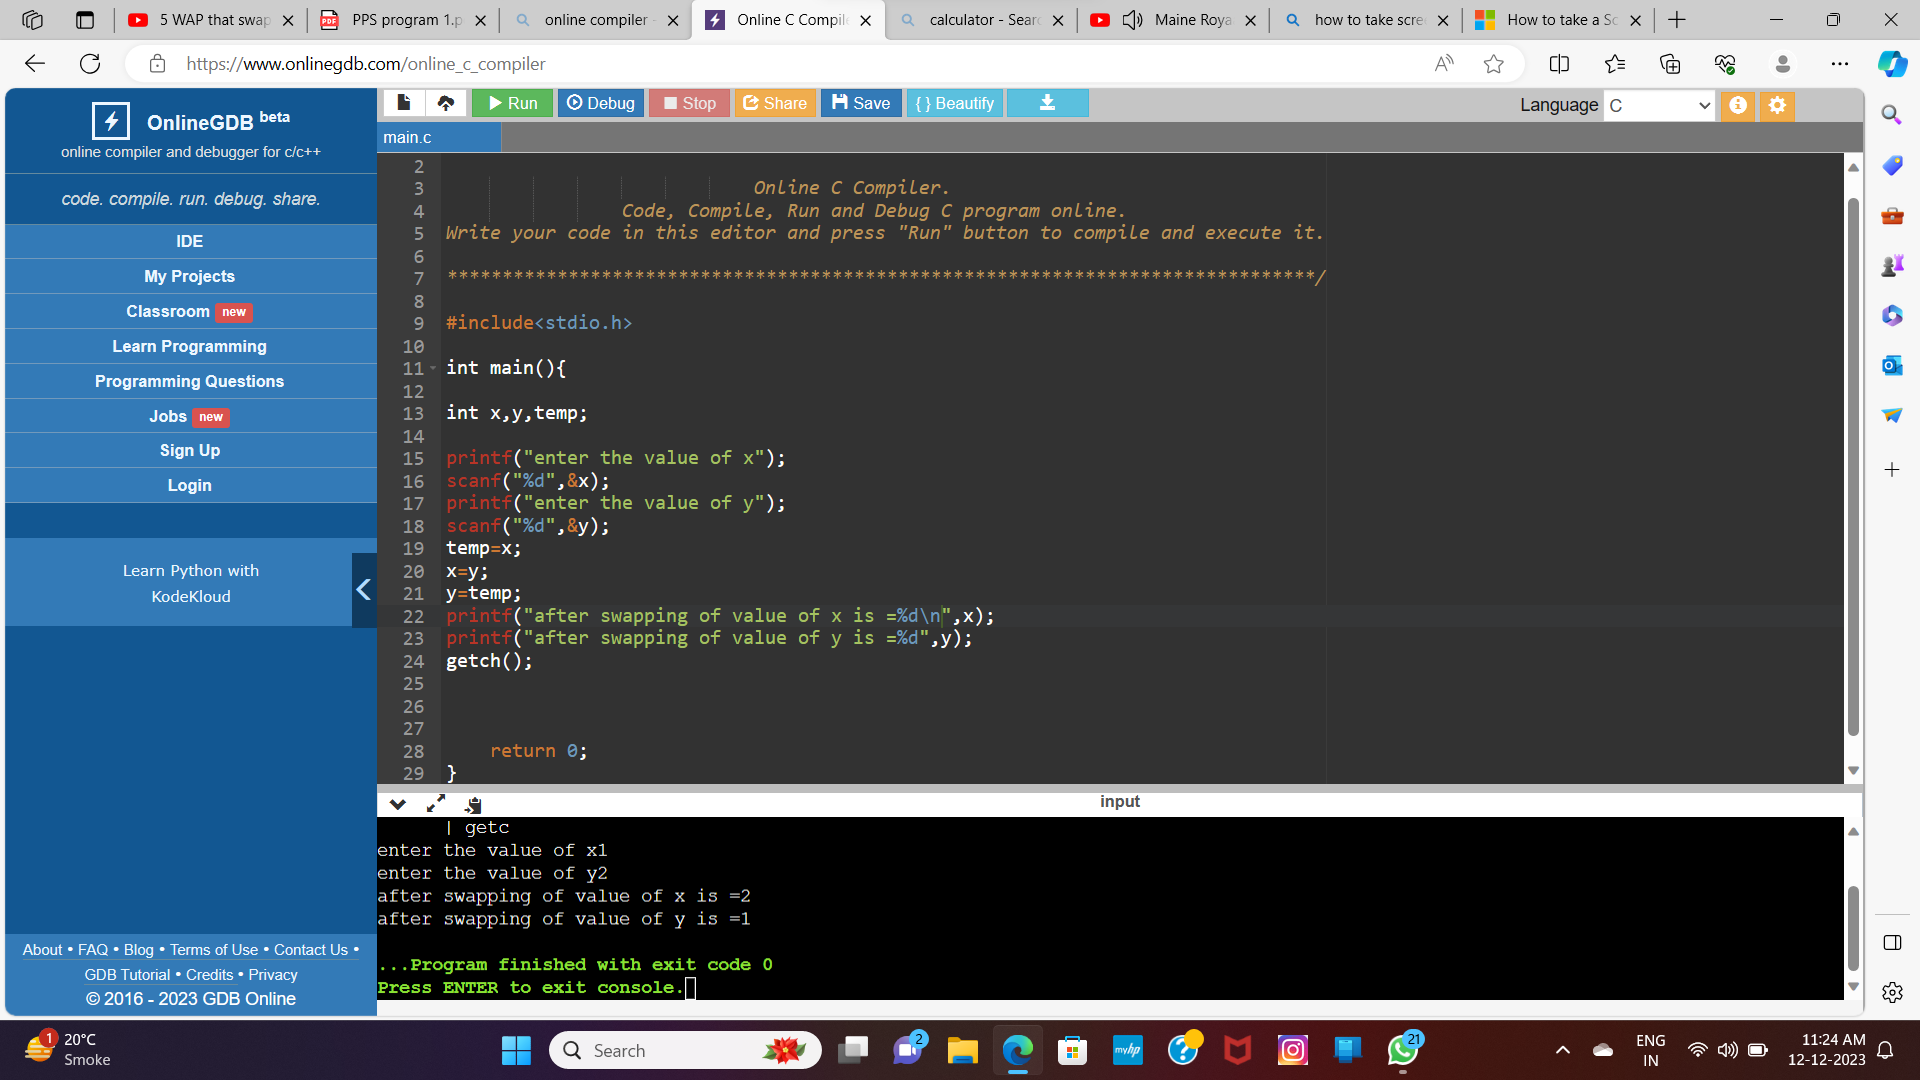 5 WAP that swap
PPS program 1.p
online compiler -
Online C Compile
calculator - Sear
Maine Roya
how to take scre
How to take a Sc
https://www.onlinegdb.com/online_c_compiler
OnlineGDB beta
online compiler and debugger for c/c++
code. compile. run. debug. share.
IDE
My Projects
Classroom new
Learn Programming
Programming Questions
Jobs new
Sign Up
Login
Learn Python with
KodeKloud
About • FAQ • Blog • Terms of Use • Contact Us •
GDB Tutorial • Credits • Privacy
© 2016 - 2023 GDB Online
Run Debug Stop Share Save { } Beautify
Language C
main.c
2
3 Online C Compiler.
4 Code, Compile, Run and Debug C program online.
5 Write your code in this editor and press "Run" button to compile and execute it.
6
7 *******************************************************************************/
8
9 #include<stdio.h>
10
11 int main(){
12
13 int x,y,temp;
14
15 printf("enter the value of x");
16 scanf("%d",&x);
17 printf("enter the value of y");
18 scanf("%d",&y);
19 temp=x;
20 x=y;
21 y=temp;
22 printf("after swapping of value of x is =%d\n",x);
23 printf("after swapping of value of y is =%d",y);
24 getch();
25
26
27
28 return 0;
29 }
input
| getc
enter the value of x1
enter the value of y2
after swapping of value of x is =2
after swapping of value of y is =1
...Program finished with exit code 0
Press ENTER to exit console.
1
20°C
Smoke
Search
2
myhp
21
ENG
IN
11:24 AM
12-12-2023